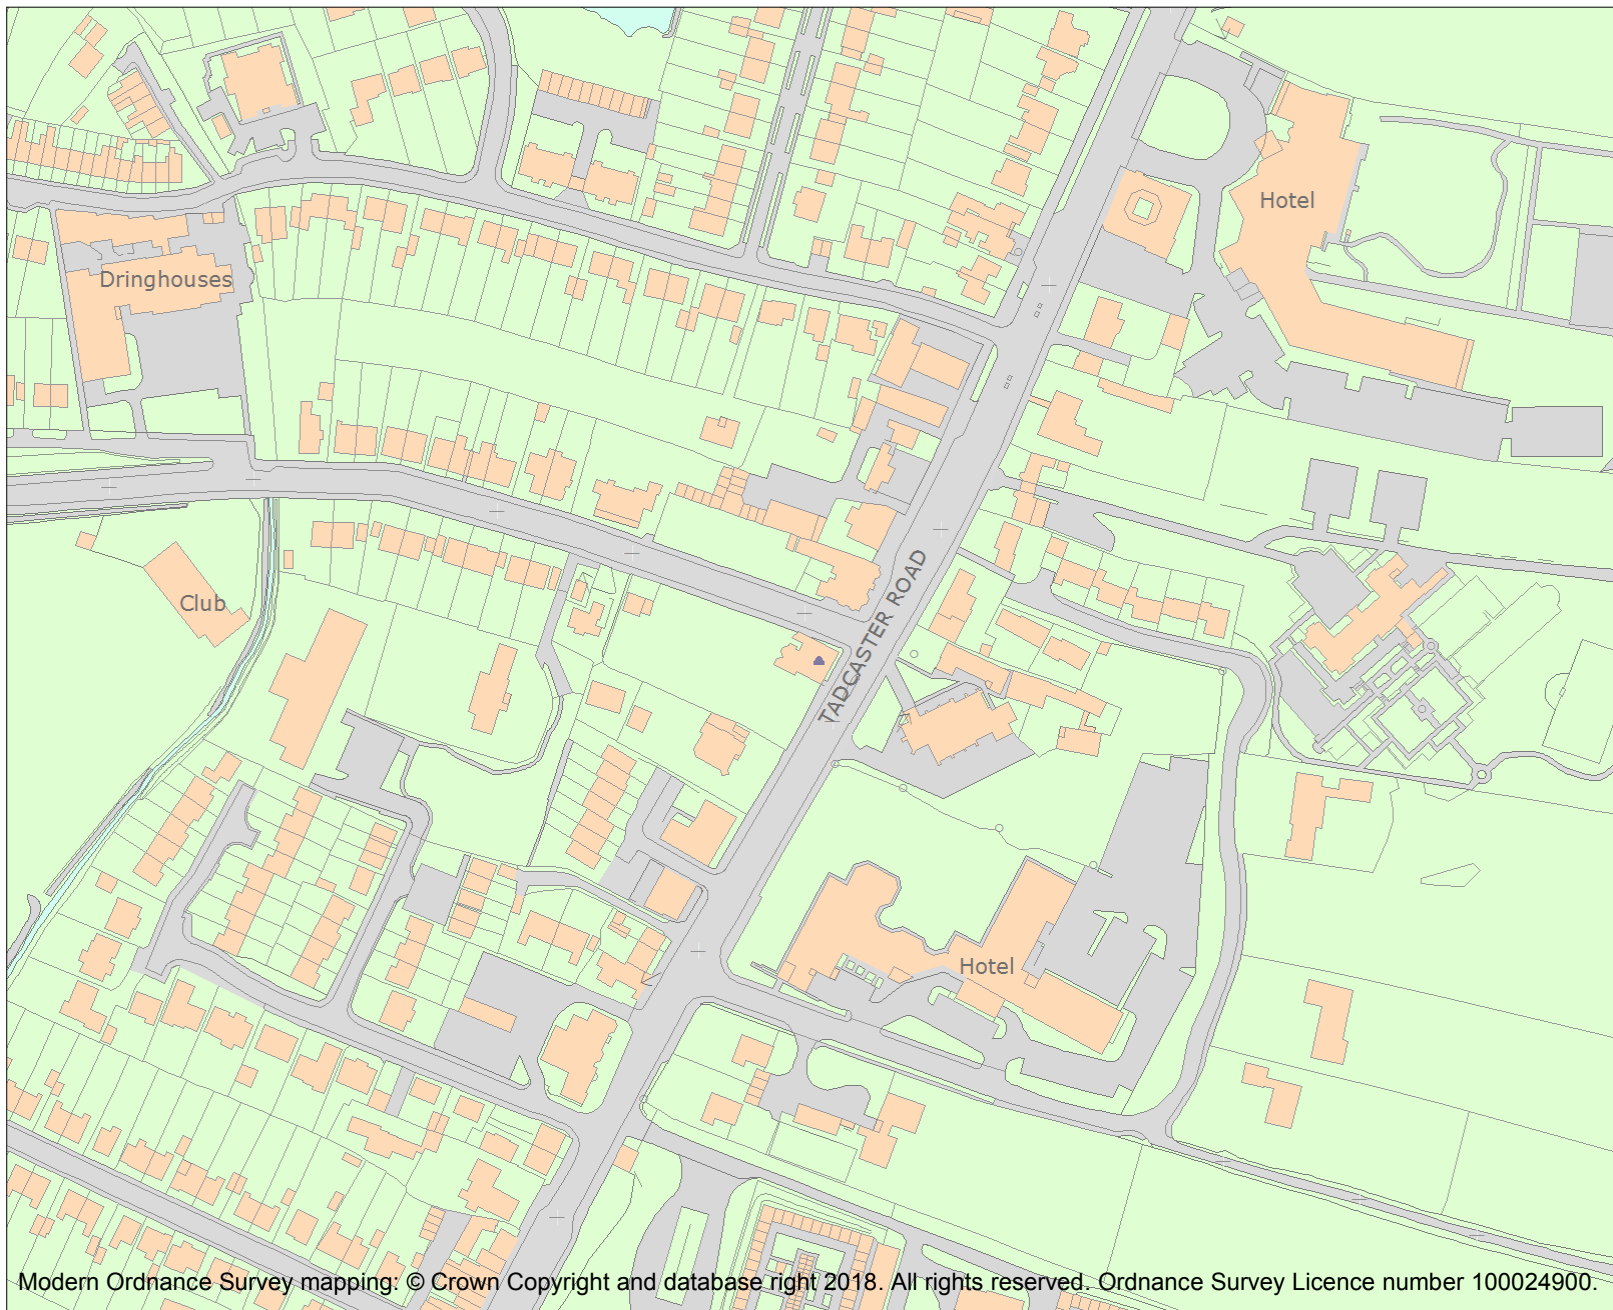 Hotel
Dringhouses
TADCASTER ROAD
Club
Hotel
Modern Ordnance Survey mapping: © Crown Copyright and database right 2018. All rights reserved. Ordnance Survey Licence number 100024900.